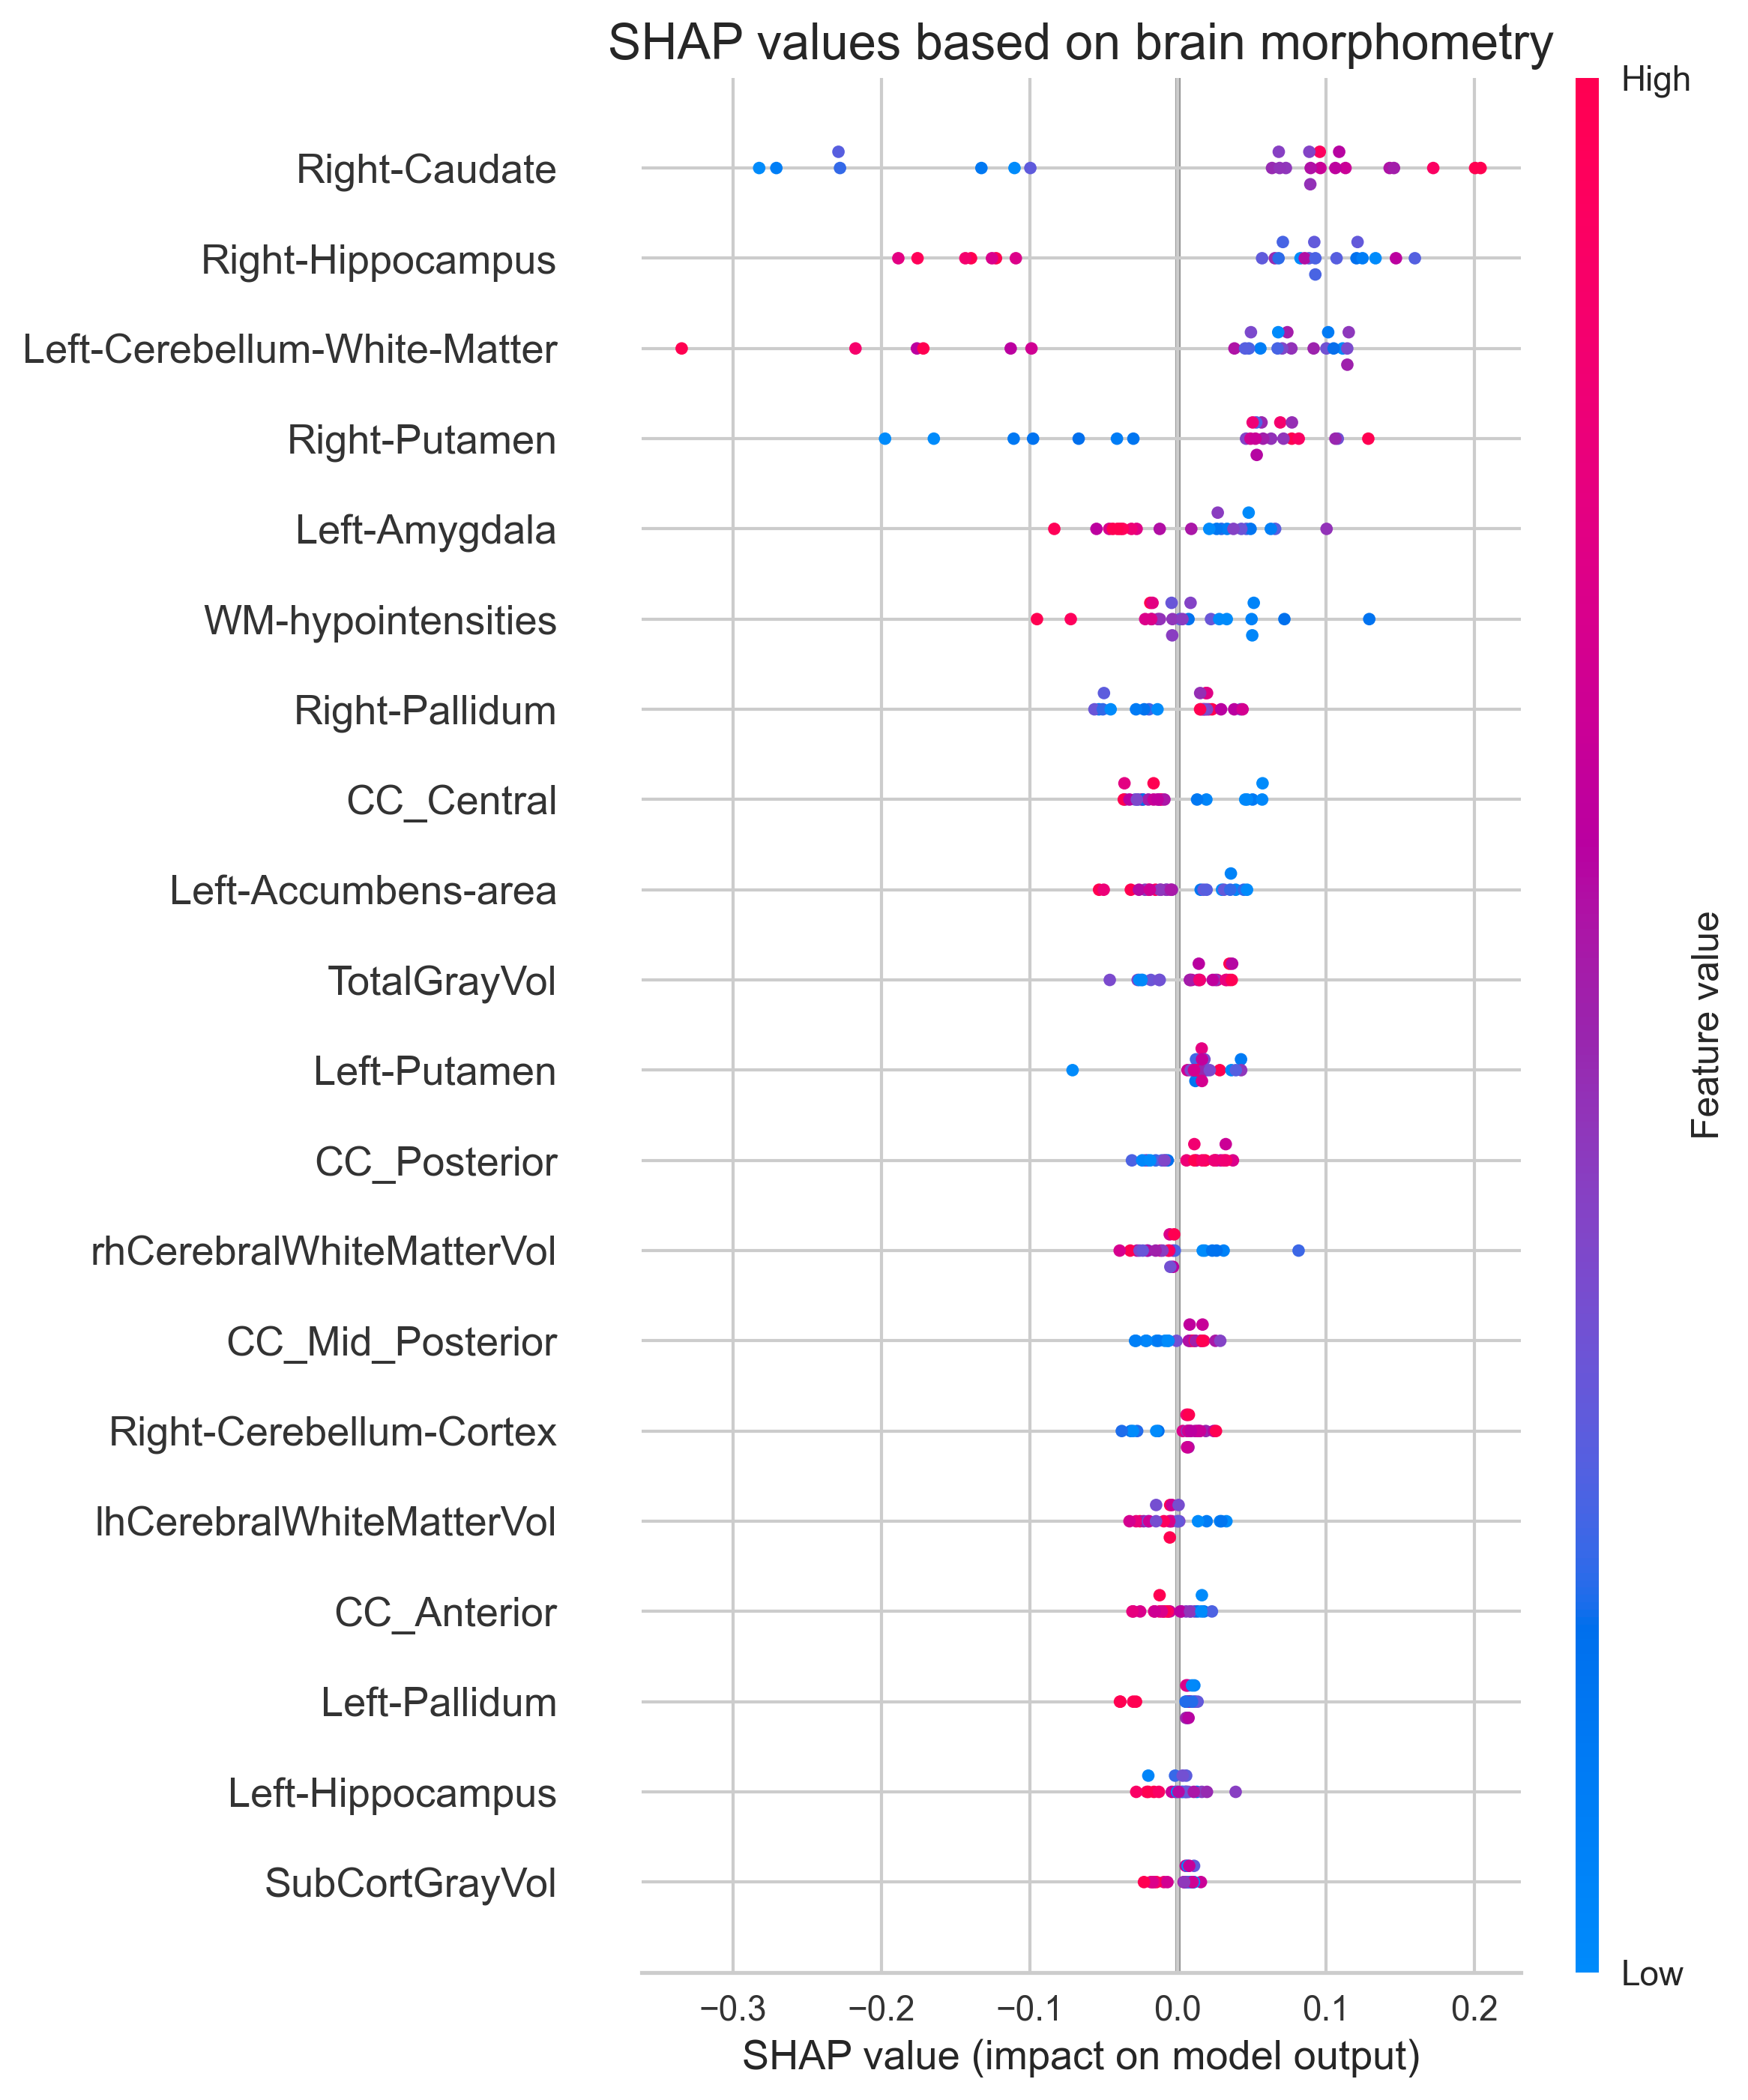 SHAP values based on brain morphometry
High
Right-Caudate
Right-Hippocampus
Left-Cerebellum-White-Matter
Right-Putamen
Left-Amygdala
WM-hypointensities
Right-Pallidum
CC_Central
Left-Accumbens-area
TotalGrayVol
Left-Putamen
CC_Posterior
rhCerebralWhiteMatterVol
CC_Mid_Posterior
Right-Cerebellum-Cortex
lhCerebralWhiteMatterVol
CC_Anterior
Left-Pallidum
Left-Hippocampus
SubCortGrayVol
Feature value
Low
−0.3 −0.2 −0.1 0.0 0.1 0.2
SHAP value (impact on model output)